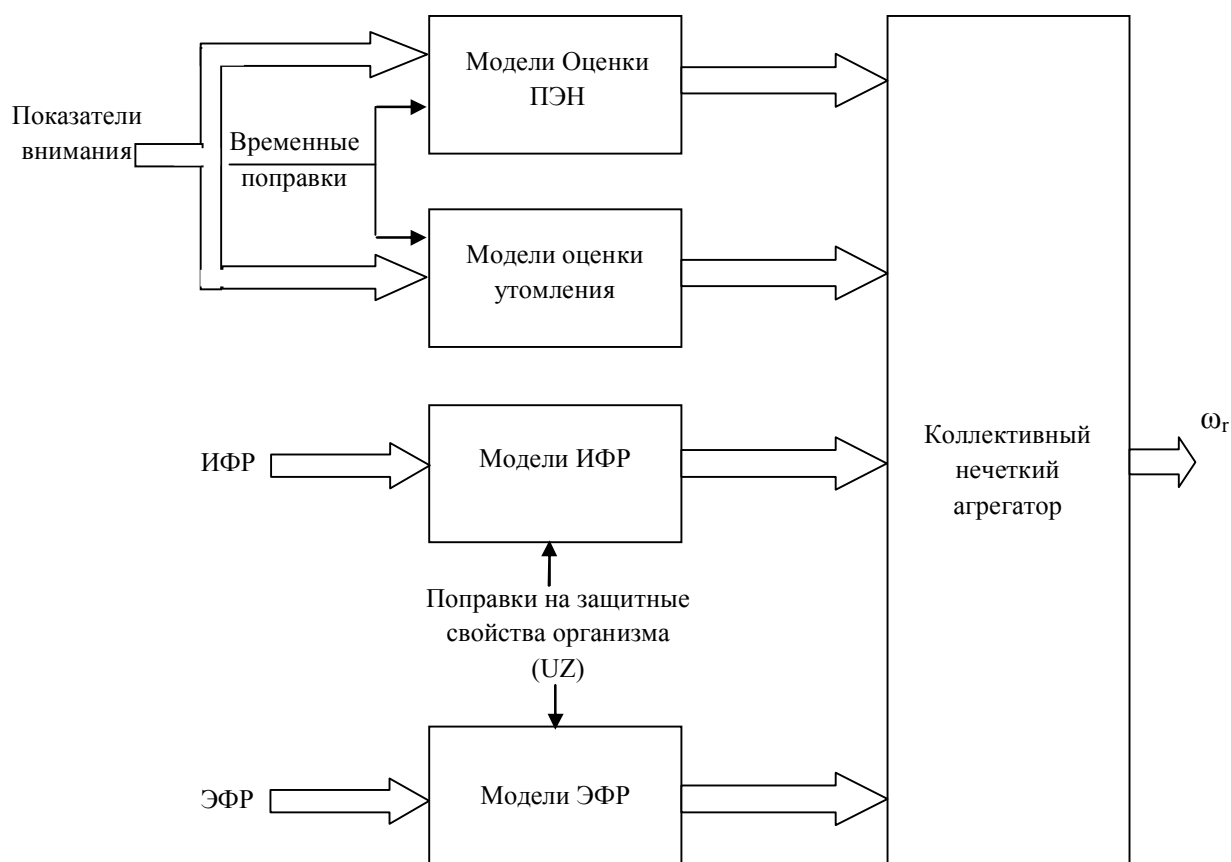 Модели Оценки
ПЭН
Показатели
внимания
Временные
поправки
Модели оценки
утомления
ИФР
Модели ИФР
Коллективный
нечеткий
агрегатор
ωr
Поправки на защитные
свойства организма
(UZ)
ЭФР
Модели ЭФР